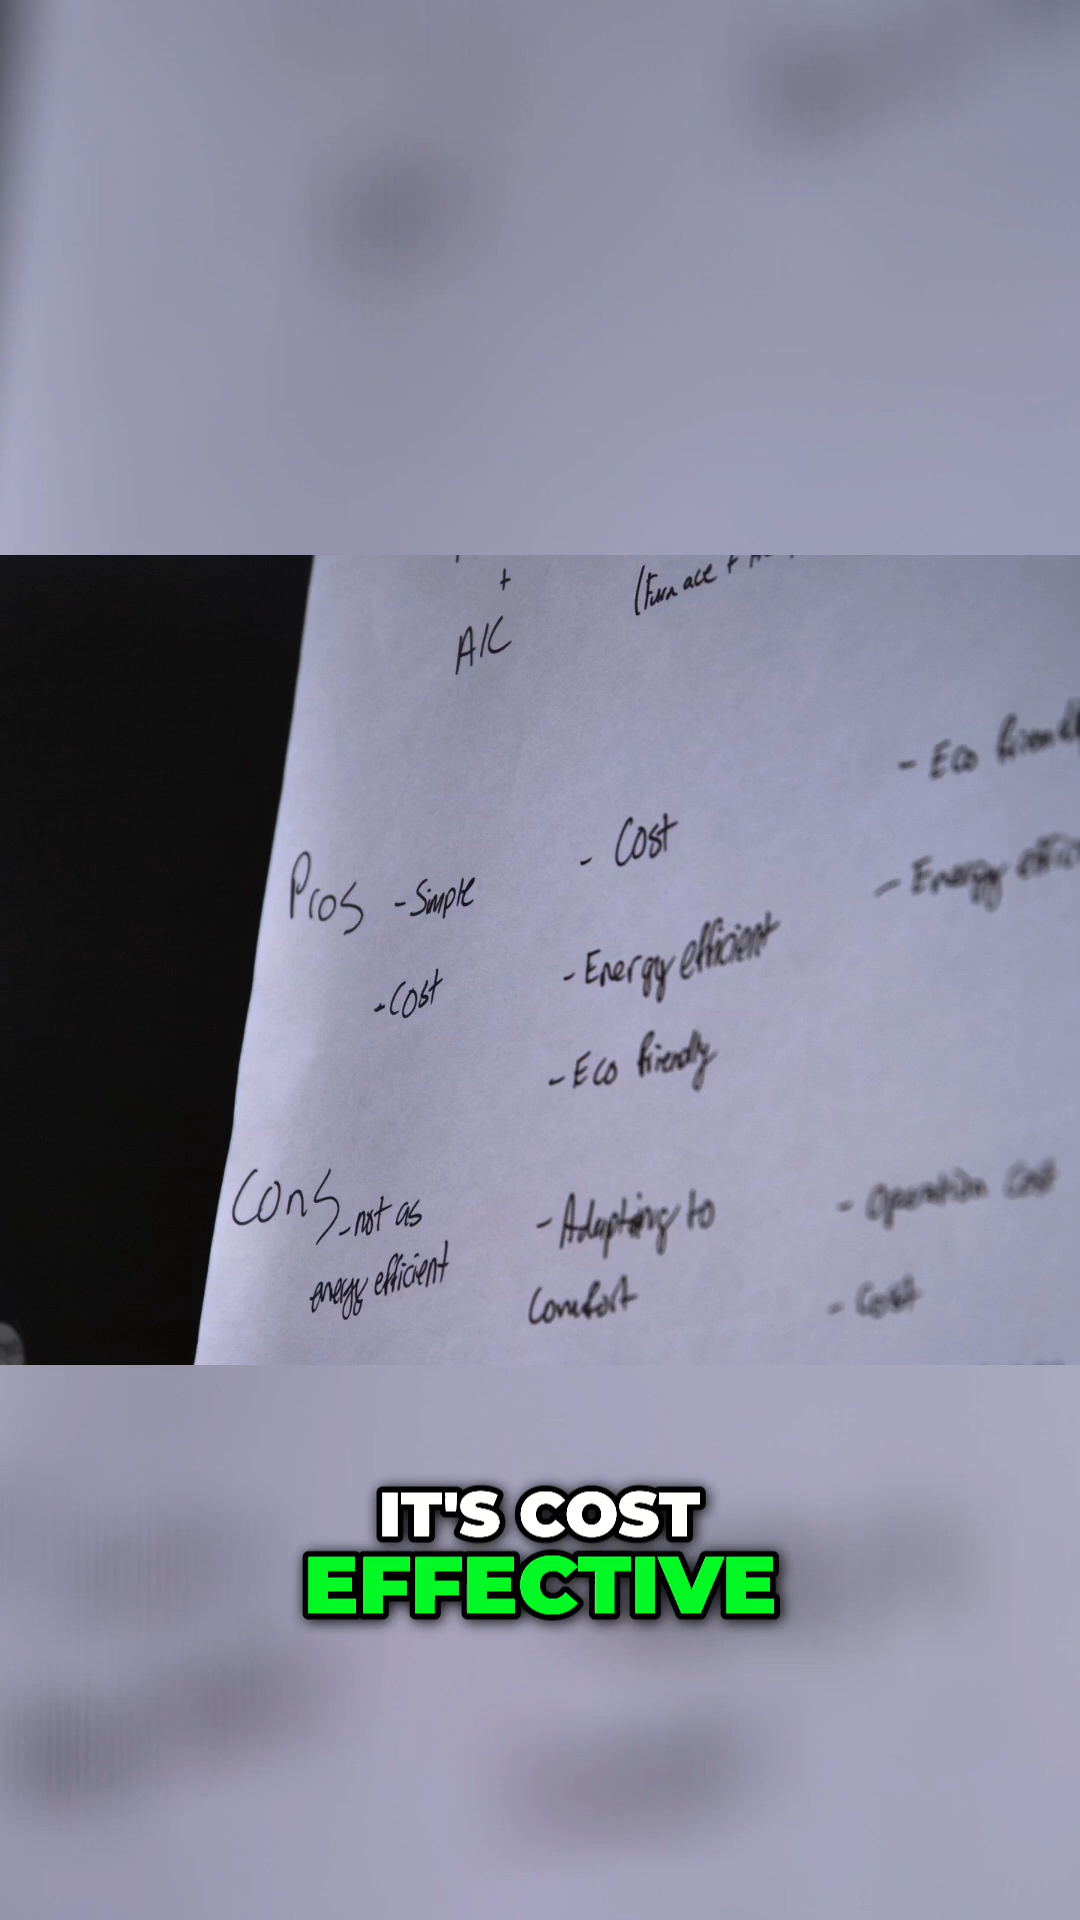 +
(Furnace +
A/C
- Eco friendly
Pros - Simple
- Cost
- Energy
- Cost
- Energy efficient
- Eco friendly
Cons - not as
energy efficient
- Adapting to
Comfort
- Operation Cost
- Cost
IT'S COST
EFFECTIVE